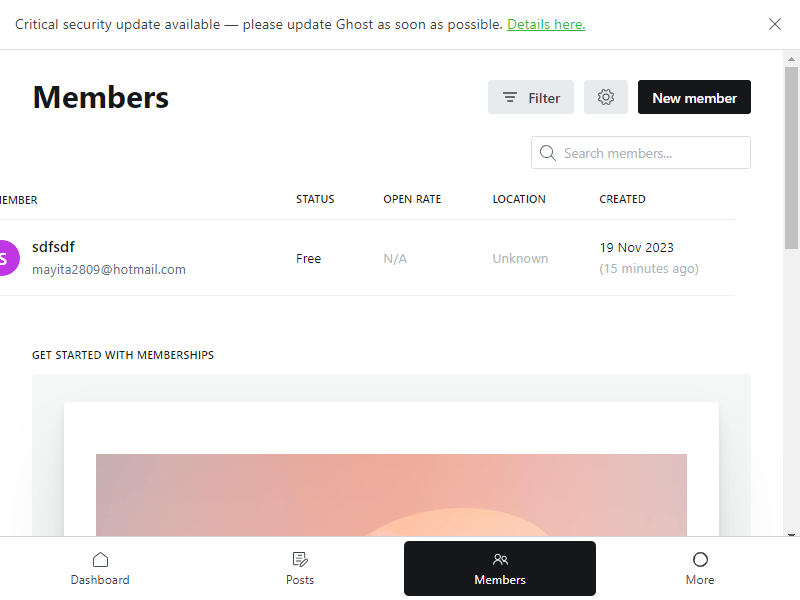 Critical security update available — please update Ghost as soon as possible. Details here.
Members
Filter
New member
Search members...
MEMBER STATUS OPEN RATE LOCATION CREATED
S
sdfsdf
mayita2809@hotmail.com
Free
N/A
Unknown
19 Nov 2023
(15 minutes ago)
GET STARTED WITH MEMBERSHIPS
Dashboard
Posts
Members
More